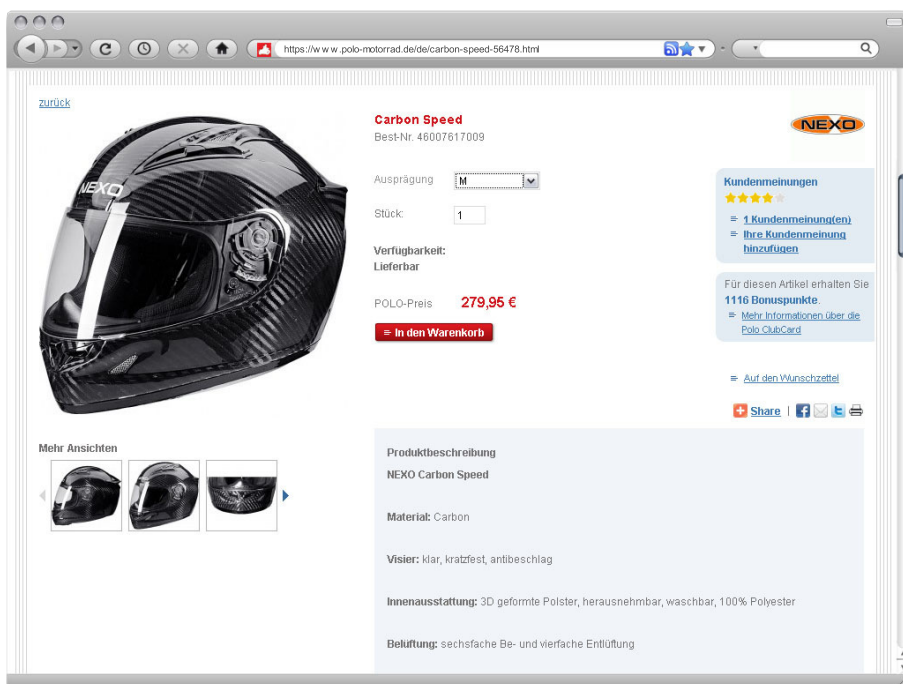 https://www.polo-motorrad.de/de/de/carbon-speed-56478.html
zurück
NEXO
Carbon Speed
Best-Nr. 46007617009
Ausprägung M
Stück: 1
Verfügbarkeit:
Lieferbar
POLO-Preis 279,95 €
In den Warenkorb
NEXO
Kundenmeinungen
1 Kundenmeinung(en)
Ihre Kundenmeinung
hinzufügen
Für diesen Artikel erhalten Sie
1116 Bonuspunkte.
Mehr Informationen über die
Polo ClubCard
Auf den Wunschzettel
Share |
Mehr Ansichten
Produktbeschreibung
NEXO Carbon Speed
Material: Carbon
Visier: klar, kratzfest, antibeschlag
Innenausstattung: 3D geformte Polster, herausnehmbar, waschbar, 100% Polyester
Belüftung: sechsfache Be- und vierfache Entlüftung